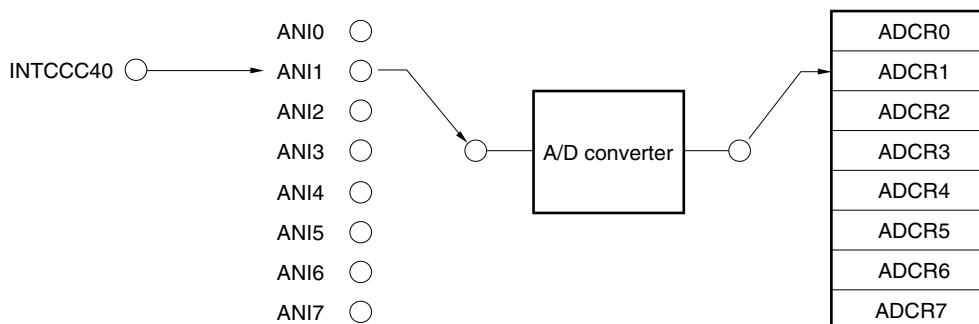 INTCCC40
ANI0
ANI1
ANI2
ANI3
ANI4
ANI5
ANI6
ANI7
A/D converter
ADCR0
ADCR1
ADCR2
ADCR3
ADCR4
ADCR5
ADCR6
ADCR7